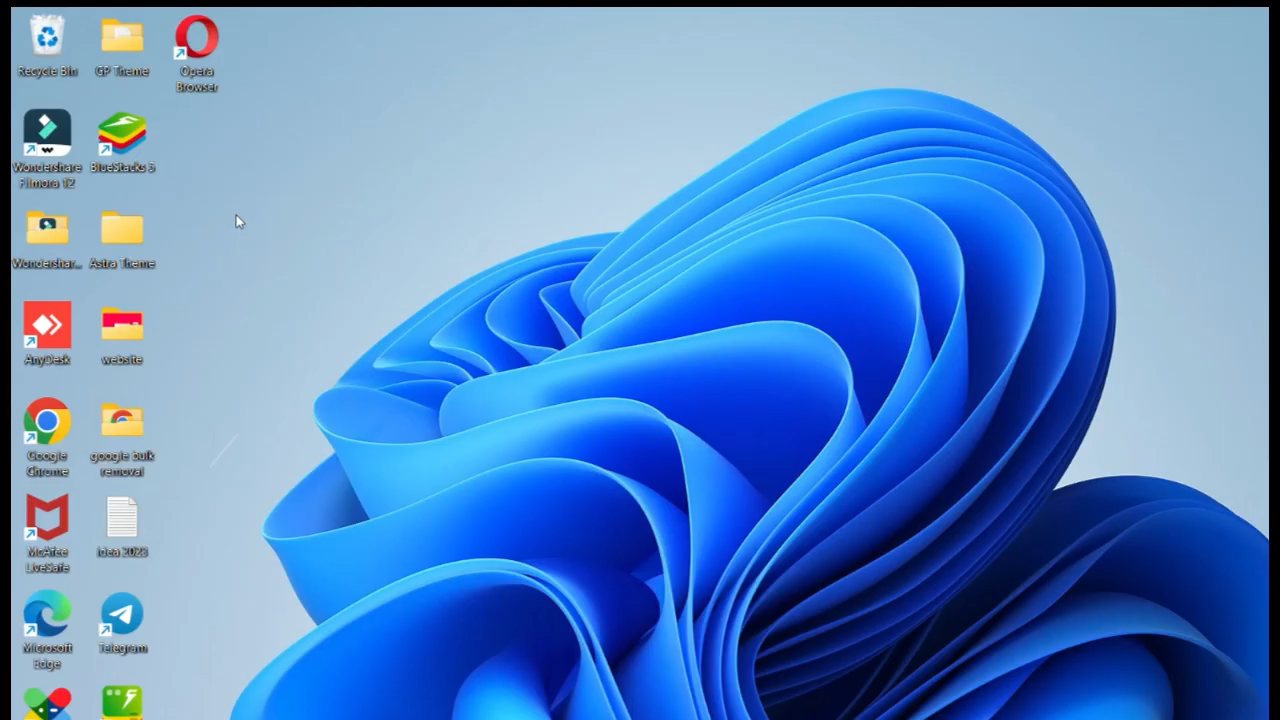 Recycle Bin
GP Theme
Opera
Browser
Wondershare
Filmora 12
BlueStacks 5
Wondershar...
Astra Theme
AnyDesk
website
Google
Chrome
google bulk
removal
McAfee
LiveSafe
idea 2023
Microsoft
Edge
Telegram